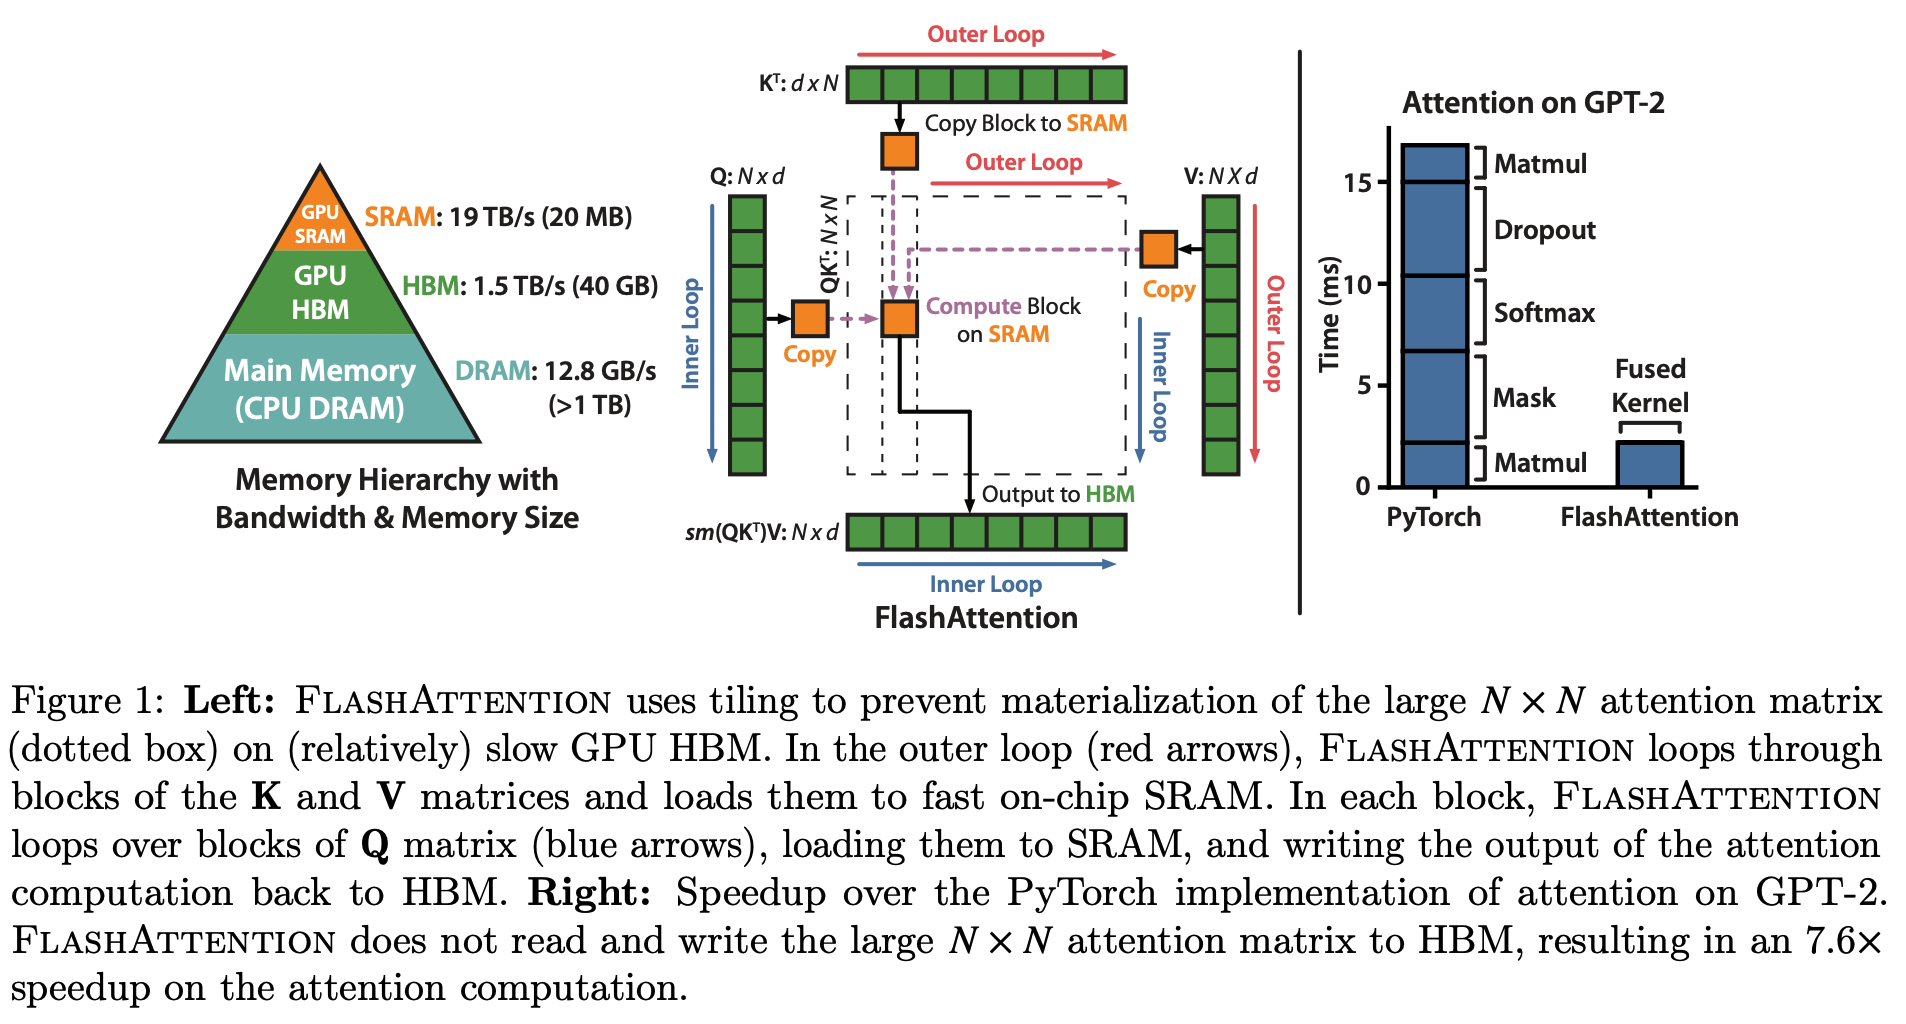 GPU
SRAM
GPU
HBM
Main Memory
(CPU DRAM)
SRAM: 19 TB/s (20 MB)
HBM: 1.5 TB/s (40 GB)
DRAM: 12.8 GB/s
(>1 TB)
Memory Hierarchy with
Bandwidth & Memory Size
Outer Loop
Kᵀ: d x N
Copy Block to SRAM
Outer Loop
Q: N x d
V: N X d
QKᵀ: N x N
Inner Loop
Copy
Compute Block
on SRAM
Copy
Inner Loop
Outer Loop
Output to HBM
sm(QKᵀ)V: N x d
Inner Loop
FlashAttention
Attention on GPT-2
Time (ms)
15
10
5
0
Matmul
Dropout
Softmax
Mask
Matmul
Fused
Kernel
PyTorch
FlashAttention
Figure 1: Left: FLASHATTENTION uses tiling to prevent materialization of the large N × N attention matrix
(dotted box) on (relatively) slow GPU HBM. In the outer loop (red arrows), FLASHATTENTION loops through
blocks of the K and V matrices and loads them to fast on-chip SRAM. In each block, FLASHATTENTION
loops over blocks of Q matrix (blue arrows), loading them to SRAM, and writing the output of the attention
computation back to HBM. Right: Speedup over the PyTorch implementation of attention on GPT-2.
FLASHATTENTION does not read and write the large N × N attention matrix to HBM, resulting in an 7.6×
speedup on the attention computation.